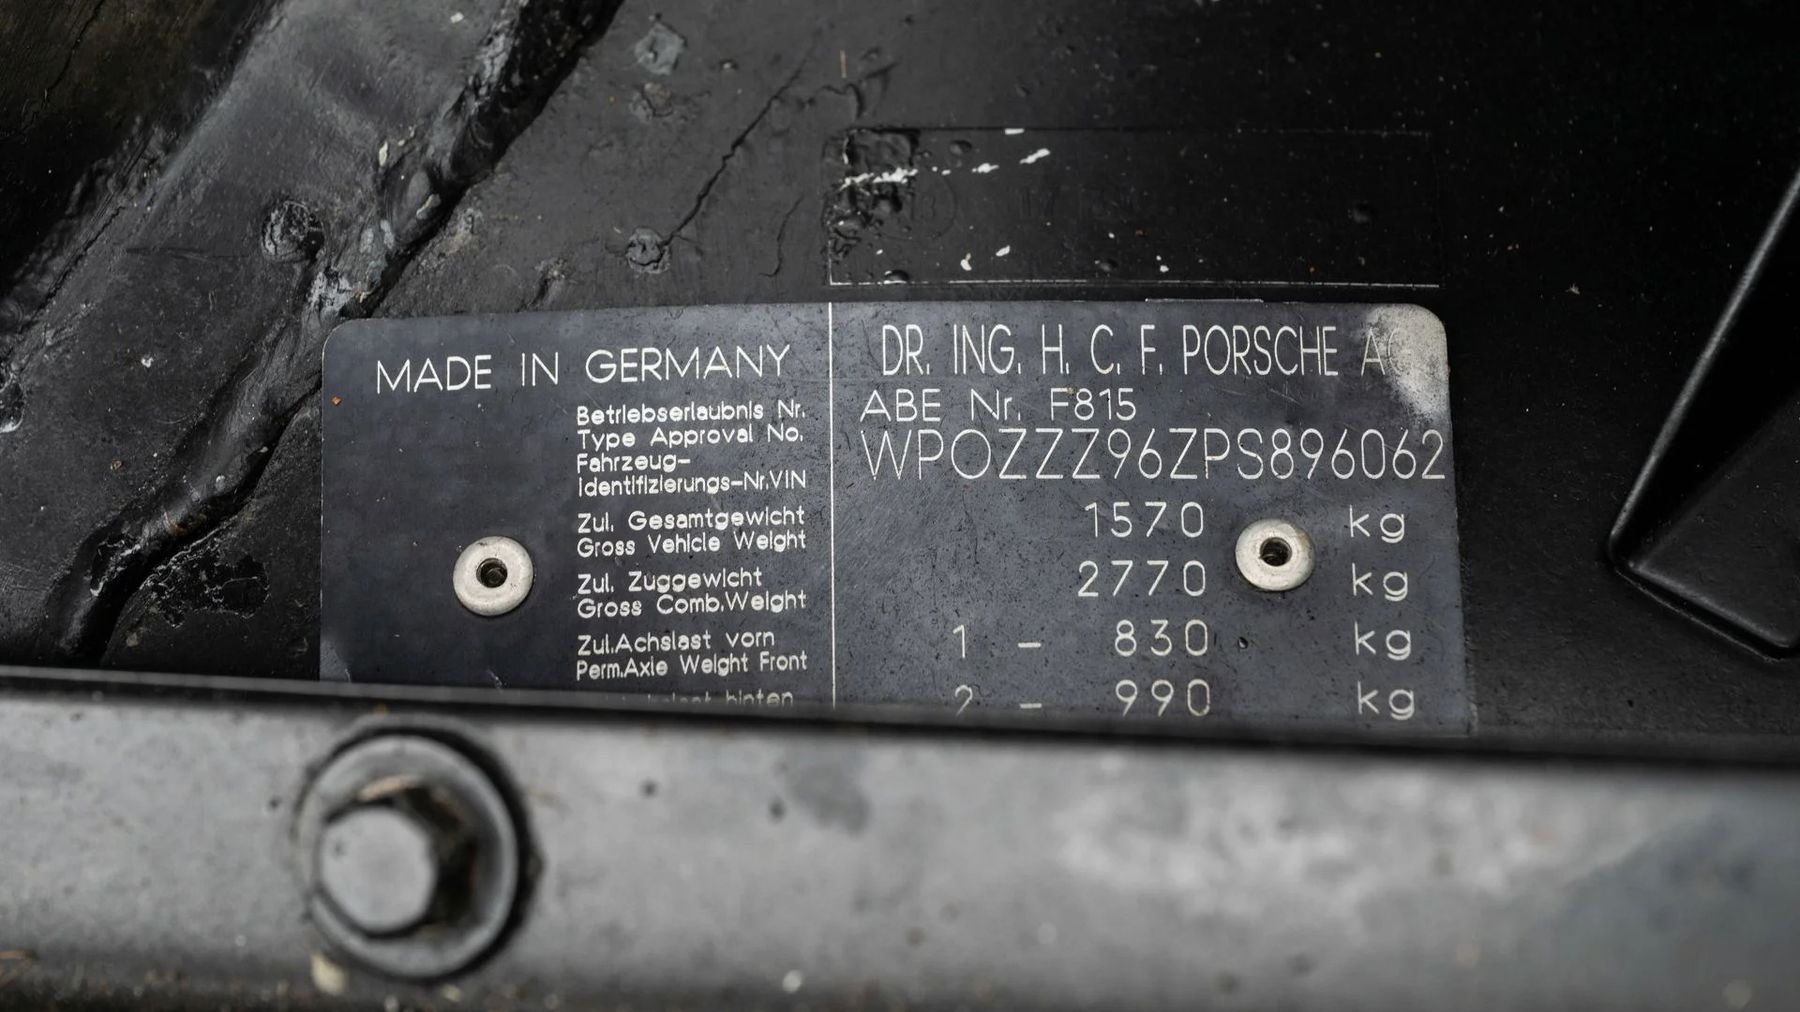 MADE IN GERMANY
DR. ING. H. C. F. PORSCHE AG
Betriebserlaubnis Nr.
Type Approval No.
ABE Nr. F815
Fahrzeug-
Identifizierungs-Nr.VIN
WPOZZZ96ZPS896062
Zul. Gesamtgewicht
Gross Vehicle Weight
1570 kg
Zul. Zuggewicht
Gross Comb.Weight
2770 kg
Zul.Achslast vorn
Perm.Axle Weight Front
1 - 830 kg
hinten
2 - 990 kg